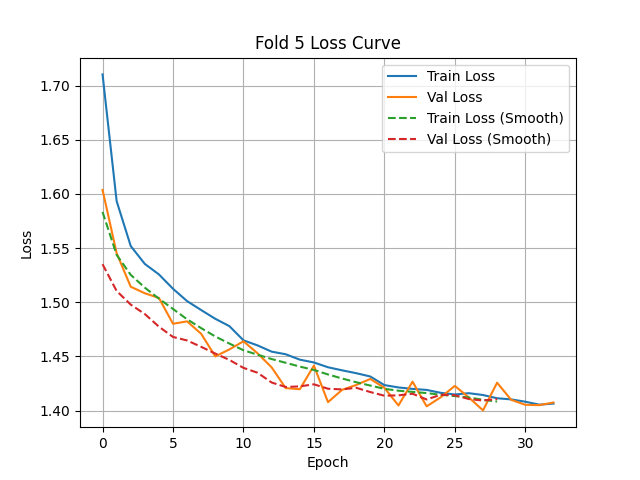 Fold 5 Loss Curve
Train Loss
Val Loss
Train Loss (Smooth)
Val Loss (Smooth)
Loss
1.70
1.65
1.60
1.55
1.50
1.45
1.40
0 5 10 15 20 25 30
Epoch